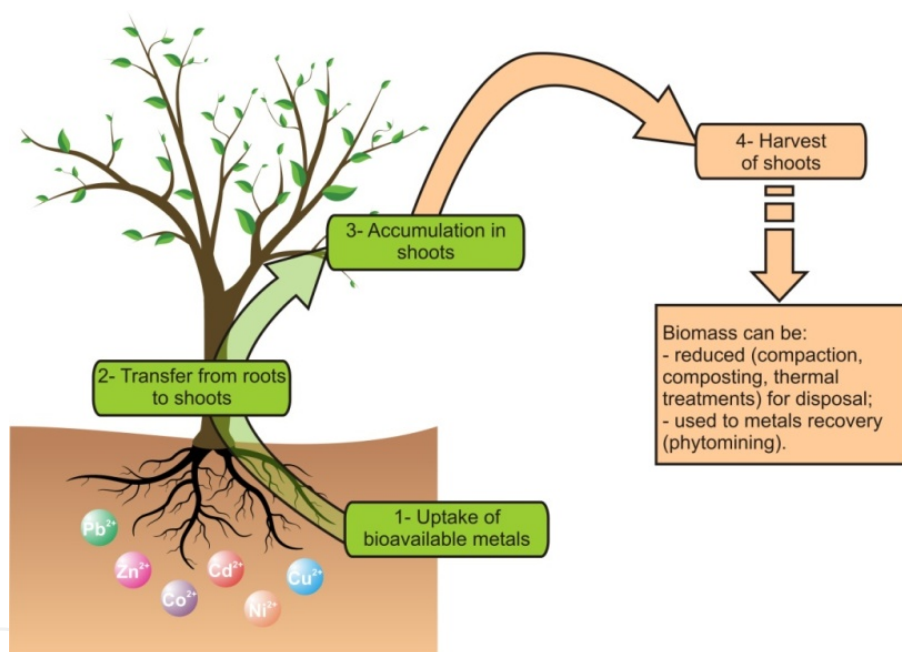 4- Harvest
of shoots
3- Accumulation in
shoots
Biomass can be:
- reduced (compaction,
composting, thermal
treatments) for disposal;
- used to metals recovery
(phytomining).
2- Transfer from roots
to shoots
1- Uptake of
bioavailable metals
Pb²⁺
Zn²⁺
Cd²⁺
Cu²⁺
Co²⁺
Ni²⁺